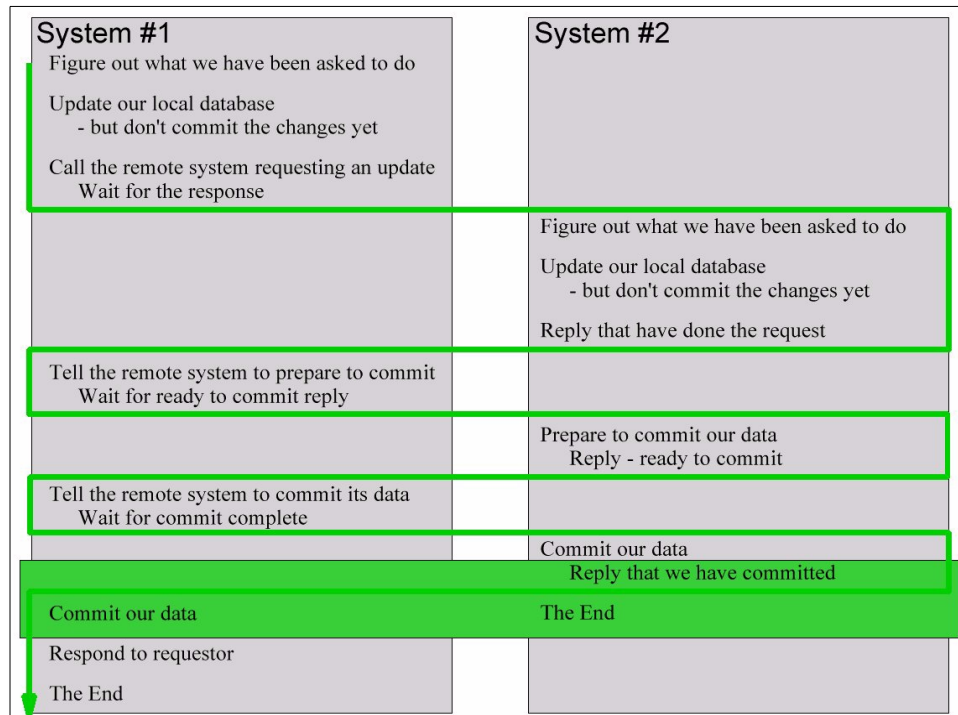 System #1
System #2
Figure out what we have been asked to do
Update our local database
- but don't commit the changes yet
Call the remote system requesting an update
Wait for the response
Figure out what we have been asked to do
Update our local database
- but don't commit the changes yet
Reply that have done the request
Tell the remote system to prepare to commit
Wait for ready to commit reply
Prepare to commit our data
Reply - ready to commit
Tell the remote system to commit its data
Wait for commit complete
Commit our data
Reply that we have committed
Commit our data
The End
Respond to requestor
The End